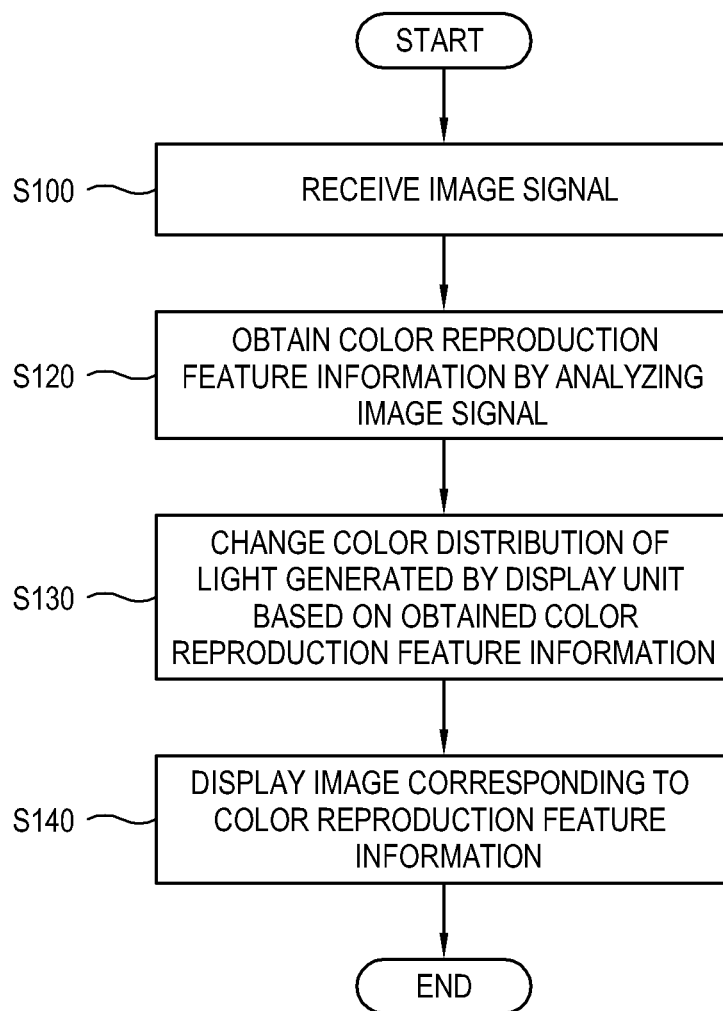 START
S100
RECEIVE IMAGE SIGNAL
S120
OBTAIN COLOR REPRODUCTION
FEATURE INFORMATION BY ANALYZING
IMAGE SIGNAL
S130
CHANGE COLOR DISTRIBUTION OF
LIGHT GENERATED BY DISPLAY UNIT
BASED ON OBTAINED COLOR
REPRODUCTION FEATURE INFORMATION
S140
DISPLAY IMAGE CORRESPONDING TO
COLOR REPRODUCTION FEATURE
INFORMATION
END